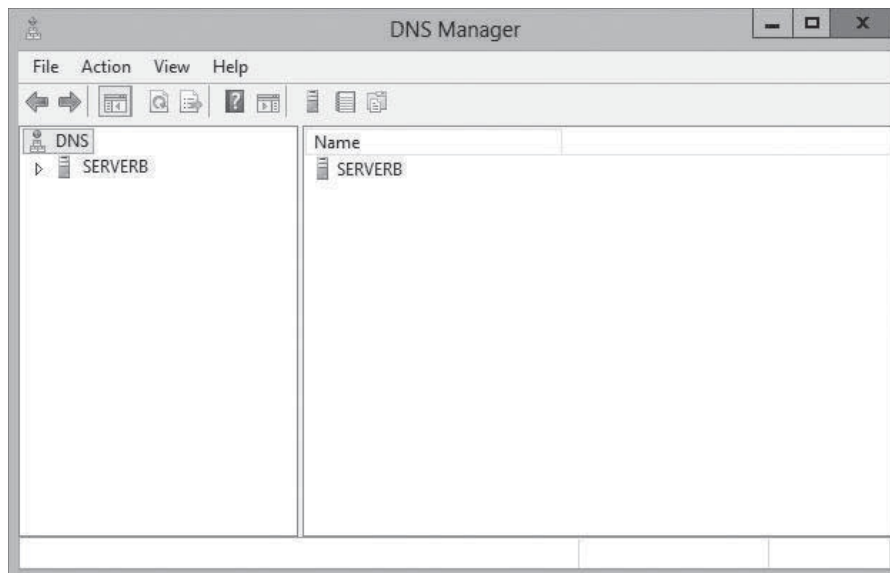 DNS Manager
File Action View Help
DNS
SERVERB
Name
SERVERB